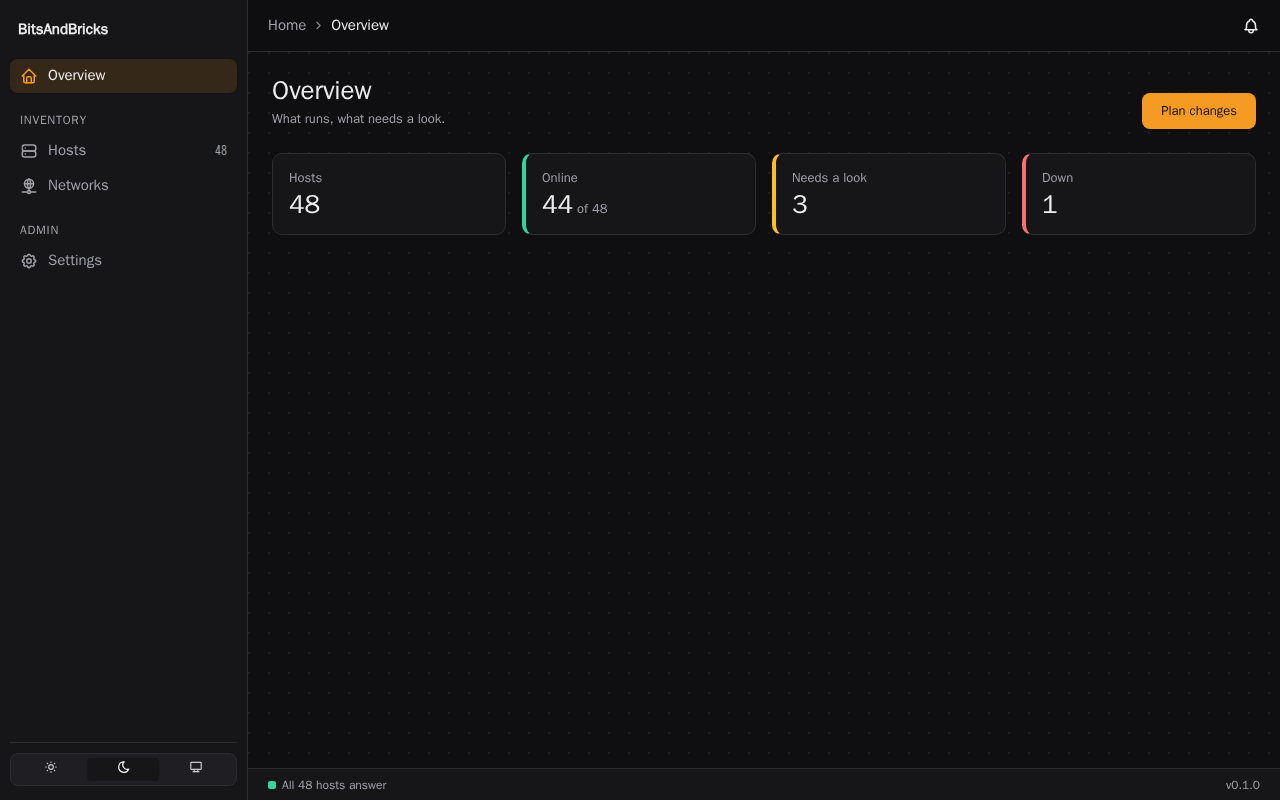 BitsAndBricks
Overview
INVENTORY
Hosts 48
Networks
ADMIN
Settings
Home Overview
Overview
What runs, what needs a look.
Plan changes
Hosts
48
Online
44 of 48
Needs a look
3
Down
1
All 48 hosts answer
v0.1.0